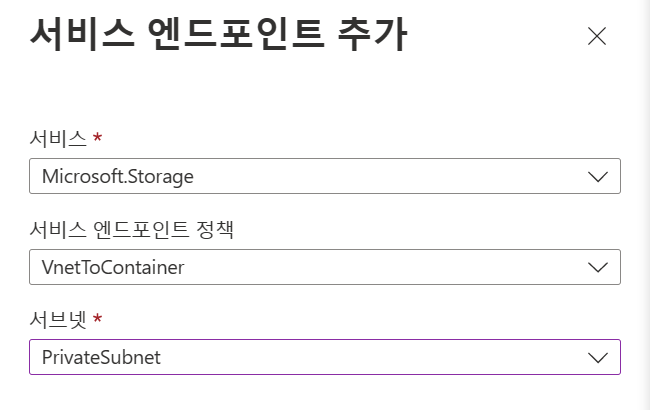 서비스 엔드포인트 추가
서비스 *
Microsoft.Storage
서비스 엔드포인트 정책
VnetToContainer
서브넷 *
PrivateSubnet